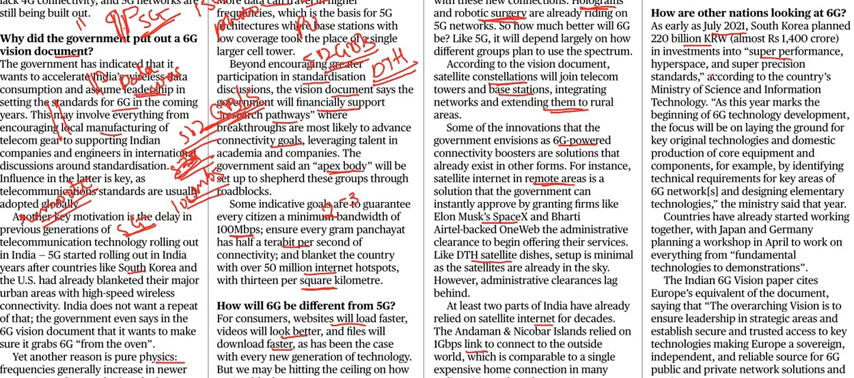 lack 4G connectivity, and 5G networks are
still being built out.
Why did the government put out a 6G
vision document?
The government has indicated that it
wants to accelerate India's wireless data
consumption and assume leadership in
setting the standards for 6G in the coming
years. This may involve everything from
encouraging local manufacturing of
telecom gear to supporting Indian
companies and engineers in international
discussions around standardisation.
Influence in the latter is key, as
telecommunications standards are usually
adopted globally.
Another key motivation is the delay in
previous generations of
telecommunication technology rolling out
in India – 5G started rolling out in India
years after countries like South Korea and
the U.S. had already blanketed their major
urban areas with high-speed wireless
connectivity. India does not want a repeat
of that; the government even says in the
6G vision document that it wants to make
sure it grabs 6G "from the oven".
Yet another reason is pure physics:
frequencies generally increase in newer
More data can travel in higher
frequencies, which is the basis for 5G
architectures where base stations with
low coverage took the place of a single
larger cell tower.
Beyond encouraging greater
participation in standardisation
discussions, the vision document says the
government will financially support
"research pathways" where
breakthroughs are most likely to advance
connectivity goals, leveraging talent in
academia and companies. The
government said an "apex body" will be
set up to shepherd these groups through
roadblocks.
Some indicative goals are to guarantee
every citizen a minimum bandwidth of
100Mbps; ensure every gram panchayat
has half a terabit per second of
connectivity; and blanket the country
with over 50 million internet hotspots,
with thirteen per square kilometre.
How will 6G be different from 5G?
For consumers, websites will load faster,
videos will look better, and files will
download faster, as has been the case
with every new generation of technology.
But we may be hitting the ceiling on how
with these new connections. Holograms
and robotic surgery are already riding on
5G networks. So how much better will 6G
be? Like 5G, it will depend largely on how
different groups plan to use the spectrum.
According to the vision document,
satellite constellations will join telecom
towers and base stations, integrating
networks and extending them to rural
areas.
Some of the innovations that the
government envisions as 6G-powered
connectivity boosters are solutions that
already exist in other forms. For instance,
satellite internet in remote areas is a
solution that the government can
instantly approve by granting firms like
Elon Musk's SpaceX and Bharti
Airtel-backed OneWeb the administrative
clearance to begin offering their services.
Like DTH satellite dishes, setup is minimal
as the satellites are already in the sky.
However, administrative clearances lag
behind.
At least two parts of India have already
relied on satellite internet for decades.
The Andaman & Nicobar Islands relied on
1Gbps link to connect to the outside
world, which is comparable to a single
expensive home connection in many
How are other nations looking at 6G?
As early as July 2021, South Korea planned
220 billion KRW (almost Rs 1,400 crore)
in investments into "super performance,
hyperspace, and super precision
standards," according to the country's
Ministry of Science and Information
Technology. "As this year marks the
beginning of 6G technology development,
the focus will be on laying the ground for
key original technologies and domestic
production of core equipment and
components, for example, by identifying
technical requirements for key areas of
6G network[s] and designing elementary
technologies," the ministry said that year.
Countries have already started working
together, with Japan and Germany
planning a workshop in April to work on
everything from "fundamental
technologies to demonstrations".
The Indian 6G Vision paper cites
Europe's equivalent of the document,
saying that "The overarching Vision is to
ensure leadership in strategic areas and
establish secure and trusted access to key
technologies making Europe a sovereign,
independent, and reliable source for 6G
public and private network solutions and
5G
DTH
5G